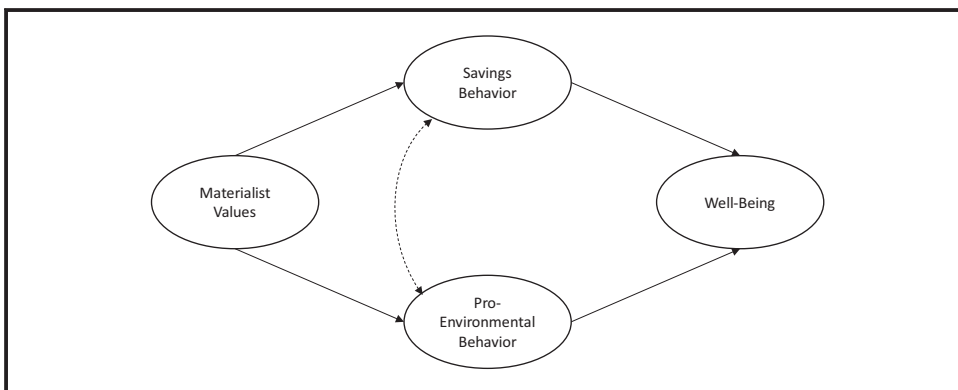 Savings
Behavior
Materialist
Values
Well-Being
Pro-
Environmental
Behavior